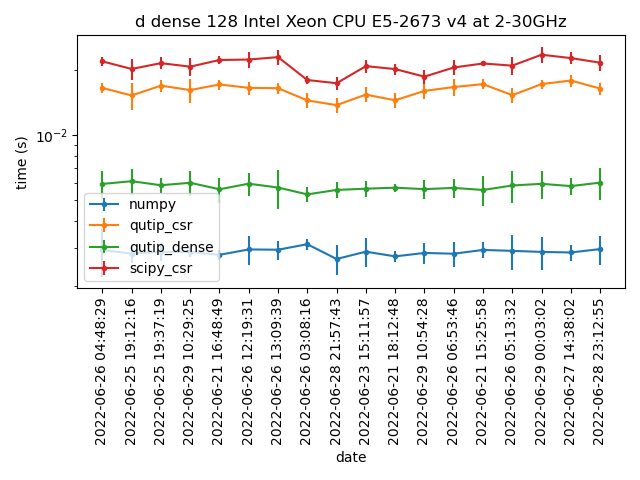 d dense 128 Intel Xeon CPU E5-2673 v4 at 2-30GHz
time (s)
10⁻²
numpy
qutip_csr
qutip_dense
scipy_csr
2022-06-26 04:48:29
2022-06-25 19:12:16
2022-06-25 19:37:19
2022-06-29 10:29:25
2022-06-21 16:48:49
2022-06-26 12:19:31
2022-06-26 13:09:39
2022-06-26 03:08:16
2022-06-28 21:57:43
2022-06-23 15:11:57
2022-06-21 18:12:48
2022-06-29 10:54:28
2022-06-26 06:53:46
2022-06-21 15:25:58
2022-06-26 05:13:32
2022-06-29 00:03:02
2022-06-27 14:38:02
2022-06-28 23:12:55
date